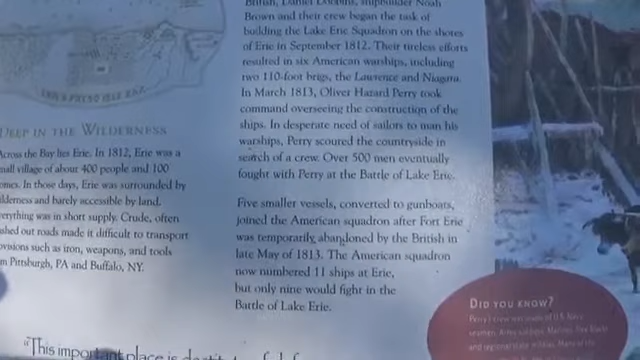 DEEP IN THE WILDERNESS
Across the Bay lies Erie. In 1812, Erie was a
small village of about 400 people and 100
homes. In those days, Erie was surrounded by
wilderness and barely accessible by land.
Everything was in short supply. Crude, often
washed out roads made it difficult to transport
provisions such as iron, weapons, and tools
from Pittsburgh, PA and Buffalo, NY.
British, Daniel Dobbins, shipbuilder Noah
Brown and their crew began the task of
building the Lake Erie Squadron on the shores
of Erie in September 1812. Their tireless efforts
resulted in six American warships, including
two 110-foot brigs, the Lawrence and Niagara.
In March 1813, Oliver Hazard Perry took
command overseeing the construction of the
ships. In desperate need of sailors to man his
warships, Perry scoured the countryside in
search of a crew. Over 500 men eventually
fought with Perry at the Battle of Lake Erie.
Five smaller vessels, converted to gunboats,
joined the American squadron after Fort Erie
was temporarily abandoned by the British in
late May of 1813. The American squadron
now numbered 11 ships at Erie,
but only nine would fight in the
Battle of Lake Erie.
"This important place is
DID YOU KNOW?
Perry's crew was made of U.S. Navy